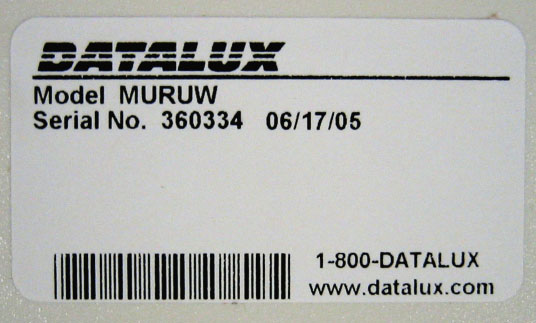 DATALUX
Model MURUW
Serial No. 360334 06/17/05
1-800-DATALUX
www.datalux.com